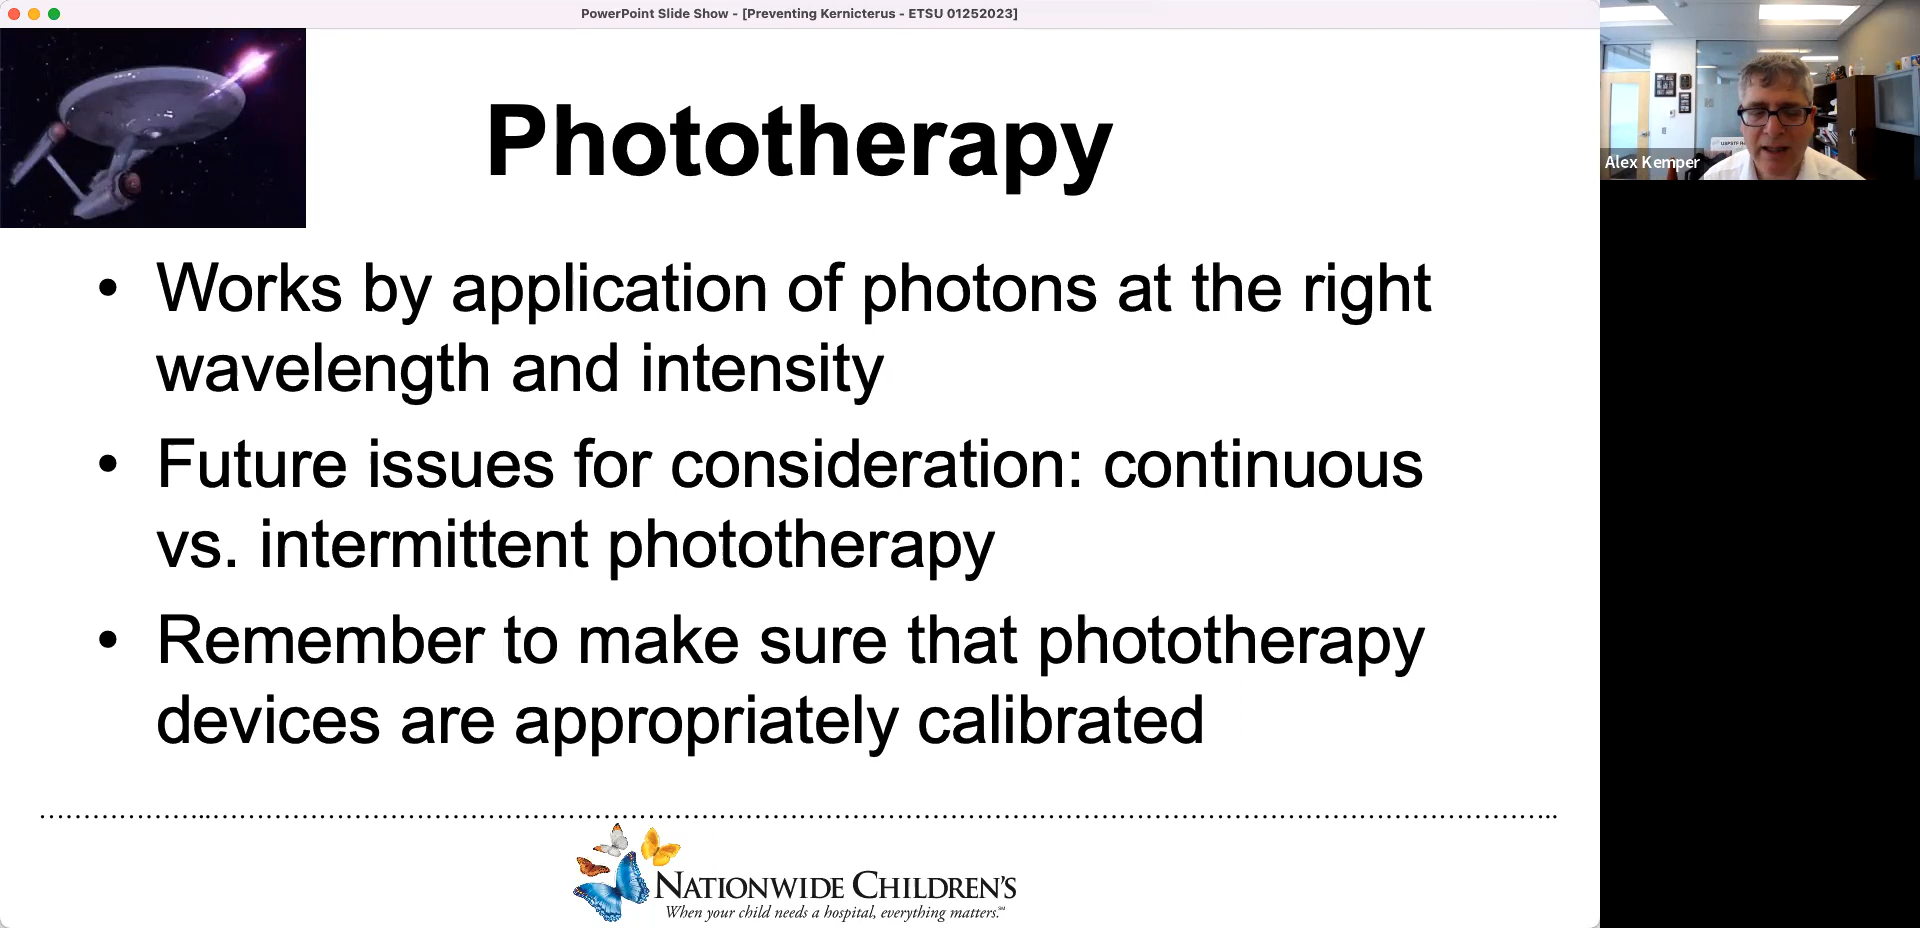 PowerPoint Slide Show - [Preventing Kernicterus - ETSU 01252023]
Phototherapy
• Works by application of photons at the right
wavelength and intensity
• Future issues for consideration: continuous
vs. intermittent phototherapy
• Remember to make sure that phototherapy
devices are appropriately calibrated
NATIONWIDE CHILDREN'S
When your child needs a hospital, everything matters.℠
Alex Kemper